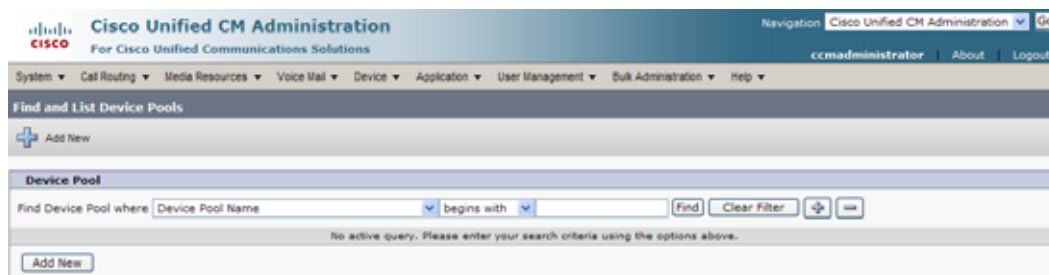 Cisco Unified CM Administration
For Cisco Unified Communications Solutions
CISCO
Navigation Cisco Unified CM Administration Go
ccmadministrator | About | Logout
System Call Routing Media Resources Voice Mail Device Application User Management Bulk Administration Help
Find and List Device Pools
Add New
Device Pool
Find Device Pool where Device Pool Name begins with Find Clear Filter
No active query. Please enter your search criteria using the options above.
Add New